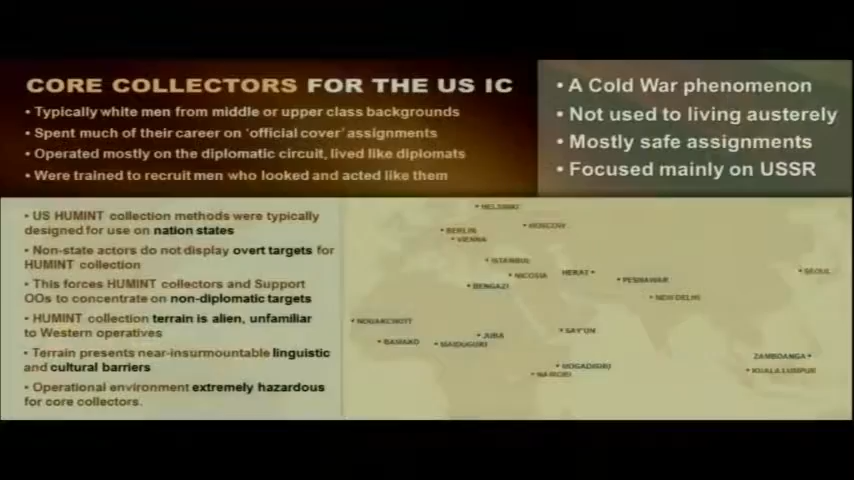 CORE COLLECTORS FOR THE US IC
• Typically white men from middle or upper class backgrounds
• Spent much of their career on 'official cover' assignments
• Operated mostly on the diplomatic circuit, lived like diplomats
• Were trained to recruit men who looked and acted like them
• A Cold War phenomenon
• Not used to living austerely
• Mostly safe assignments
• Focused mainly on USSR
• US HUMINT collection methods were typically
designed for use on nation states
• Non-state actors do not display overt targets for
HUMINT collection
• This forces HUMINT collectors and Support
OOs to concentrate on non-diplomatic targets
• HUMINT collection terrain is alien, unfamiliar
to Western operatives
• Terrain presents near-insurmountable linguistic
and cultural barriers
• Operational environment extremely hazardous
for core collectors.
HELSINKI
MOSCOW
BERLIN
VIENNA
ISTANBUL
NICOSIA
HERAT
PESHAWAR
SEOUL
BENGAZI
NEW DELHI
NOUAKCHOTT
JUBA
SAY'UN
BAMAKO
MAIDUGURI
ZAMBOANGA
MOGADISHU
NAIROBI
KUALA LUMPUR